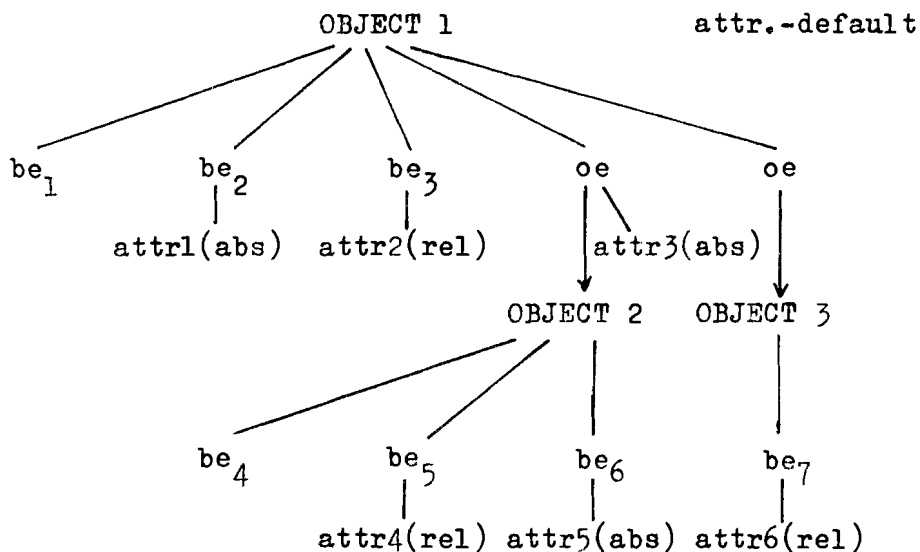 OBJECT 1 attr.-default
be1 be2 be3 oe oe
attr1(abs) attr2(rel) attr3(abs)
OBJECT 2 OBJECT 3
be4 be5 be6 be7
attr4(rel) attr5(abs) attr6(rel)